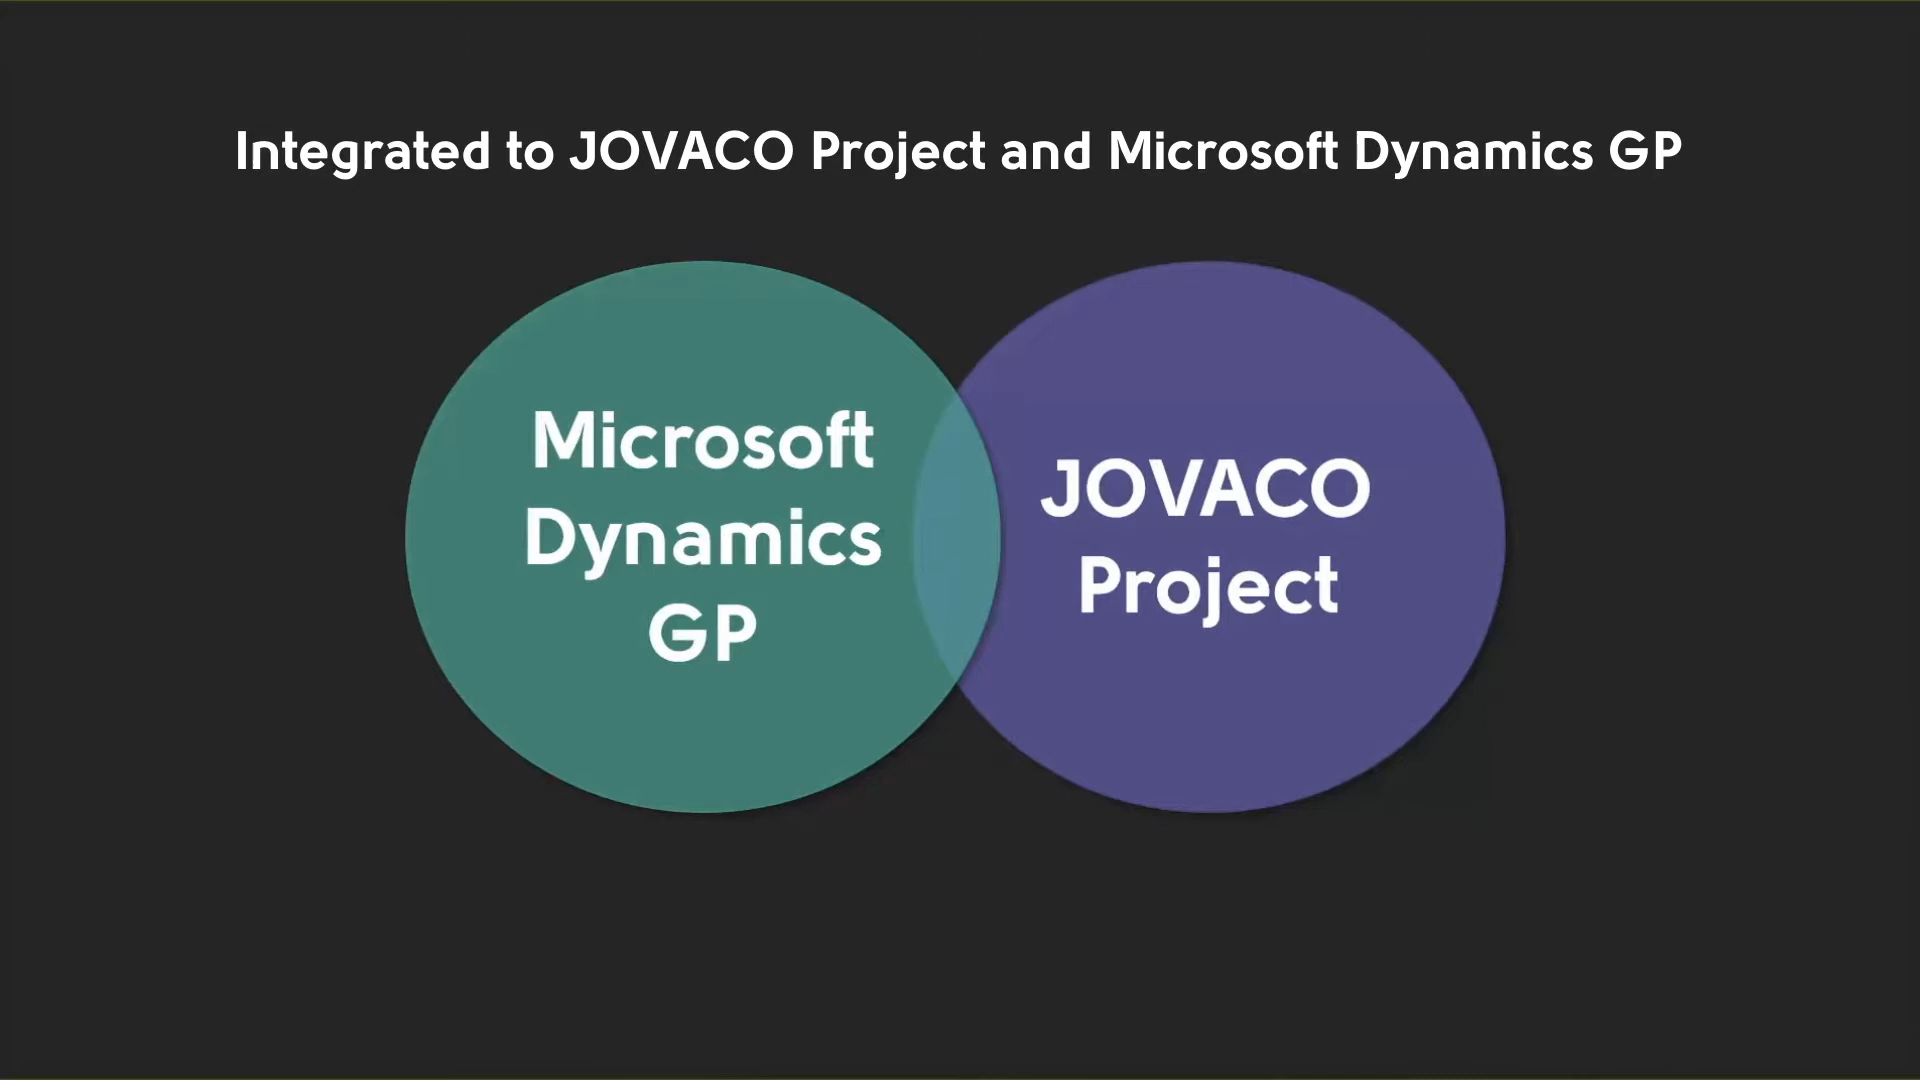 Integrated to JOVACO Project and Microsoft Dynamics GP
Microsoft
Dynamics
GP
JOVACO
Project